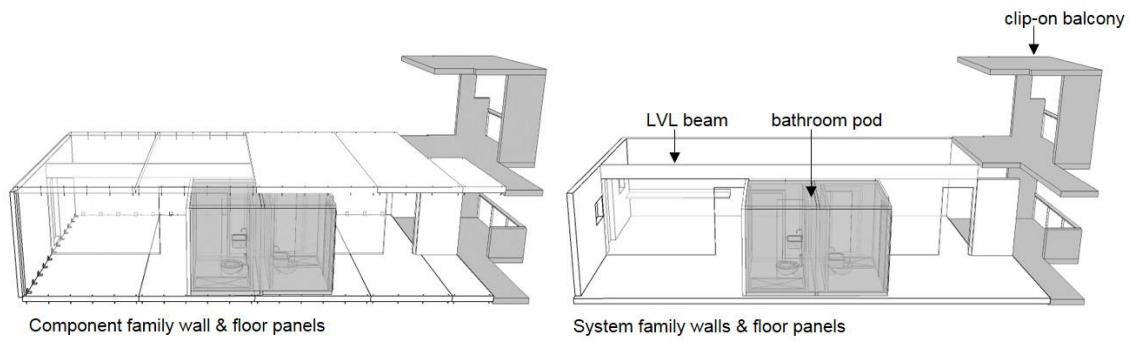 clip-on balcony
LVL beam
bathroom pod
Component family wall & floor panels
System family walls & floor panels